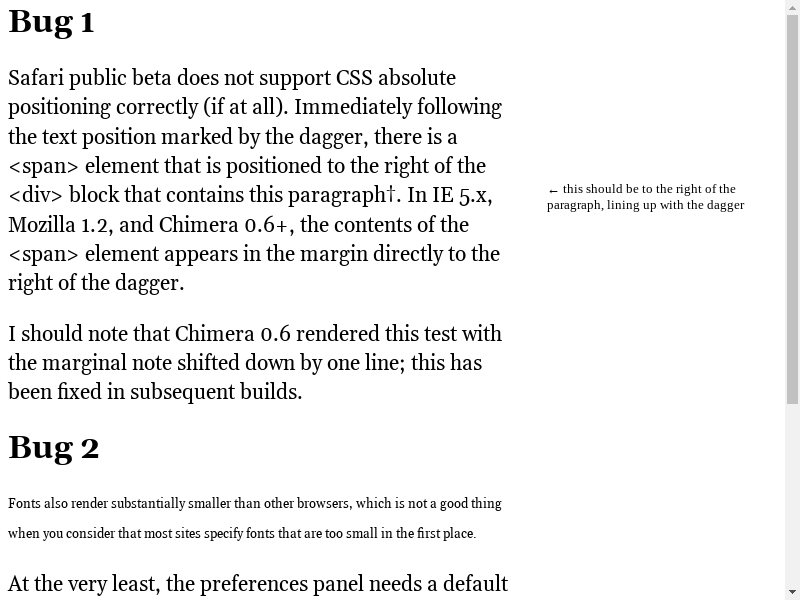 Bug 1
Safari public beta does not support CSS absolute
positioning correctly (if at all). Immediately following
the text position marked by the dagger, there is a
<span> element that is positioned to the right of the
<div> block that contains this paragraph†. In IE 5.x,
Mozilla 1.2, and Chimera 0.6+, the contents of the
<span> element appears in the margin directly to the
right of the dagger.
← this should be to the right of the
paragraph, lining up with the dagger
I should note that Chimera 0.6 rendered this test with
the marginal note shifted down by one line; this has
been fixed in subsequent builds.
Bug 2
Fonts also render substantially smaller than other browsers, which is not a good thing
when you consider that most sites specify fonts that are too small in the first place.
At the very least, the preferences panel needs a default